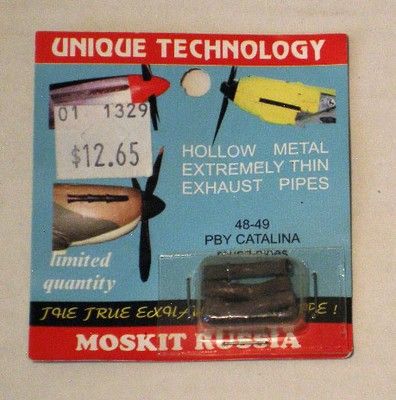 UNIQUE TECHNOLOGY
01 1329
$12.65
HOLLOW METAL
EXTREMELY THIN
EXHAUST PIPES
48-49
PBY CATALINA
limited
quantity
THE TRUE
MOSKIT RUSSIA